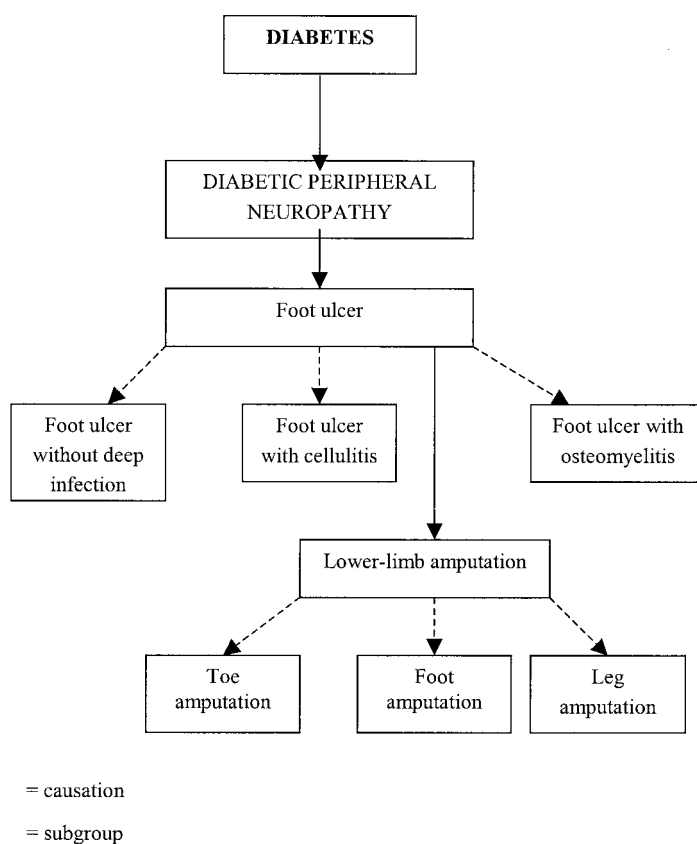 DIABETES
DIABETIC PERIPHERAL
NEUROPATHY
Foot ulcer
Foot ulcer
without deep
infection
Foot ulcer
with cellulitis
Foot ulcer with
osteomyelitis
Lower-limb amputation
Toe
amputation
Foot
amputation
Leg
amputation
= causation
= subgroup